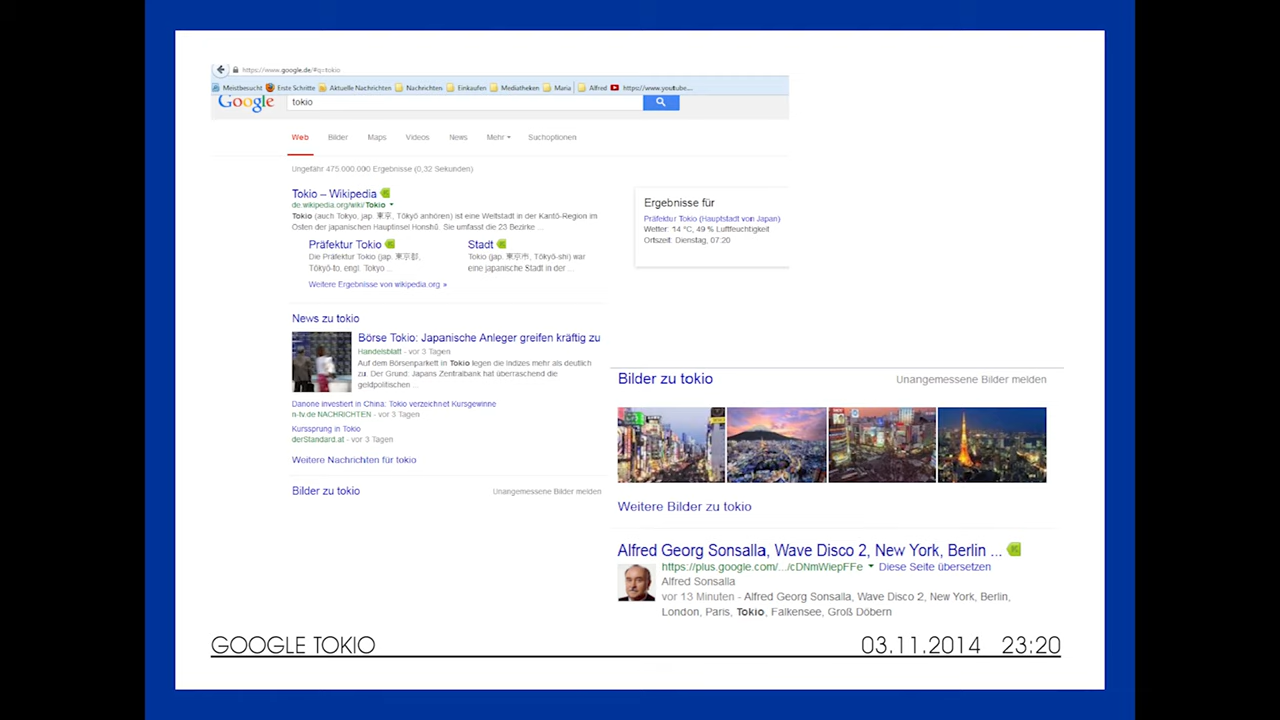 https://www.google.de/#q=tokio
Meistbesucht Erste Schritte Aktuelle Nachrichten Nachrichten Einkaufen Mediatheken Maria Alfred https://www.youtube...
Google tokio
Web Bilder Maps Videos News Mehr Suchoptionen
Ungefähr 475 000 000 Ergebnisse (0,32 Sekunden)
Tokio – Wikipedia
de.wikipedia.org/wiki/Tokio
Tokio (auch Tokyo, jap. 東京, Tōkyō anhören) ist eine Weltstadt in der Kantō-Region im
Osten der japanischen Hauptinsel Honshū. Sie umfasst die 23 Bezirke ...
Präfektur Tokio
Die Präfektur Tokio (jap. 東京都,
Tōkyō-to, engl. Tokyo ...
Stadt
Tokio (jap. 東京市, Tōkyō-shi) war
eine japanische Stadt in der ...
Weitere Ergebnisse von wikipedia.org »
Ergebnisse für
Präfektur Tokio (Hauptstadt von Japan)
Wetter: 14 °C, 49 % Luftfeuchtigkeit
Ortszeit: Dienstag, 07:20
News zu tokio
Börse Tokio: Japanische Anleger greifen kräftig zu
Handelsblatt - vor 3 Tagen
Auf dem Börsenparkett in Tokio legen die Indizes mehr als deutlich
zu. Der Grund: Japans Zentralbank hat überraschend die
geldpolitischen ...
Danone investiert in China: Tokio verzeichnet Kursgewinne
n-tv.de NACHRICHTEN - vor 3 Tagen
Kurssprung in Tokio
derStandard.at - vor 3 Tagen
Weitere Nachrichten für tokio
Bilder zu tokio Unangemessene Bilder melden
Bilder zu tokio Unangemessene Bilder melden
Weitere Bilder zu tokio
Alfred Georg Sonsalla, Wave Disco 2, New York, Berlin ...
https://plus.google.com/.../cDNmWiepFFe Diese Seite übersetzen
Alfred Sonsalla
vor 13 Minuten - Alfred Georg Sonsalla, Wave Disco 2, New York, Berlin,
London, Paris, Tokio, Falkensee, Groß Döbern
GOOGLE TOKIO 03.11.2014 23:20